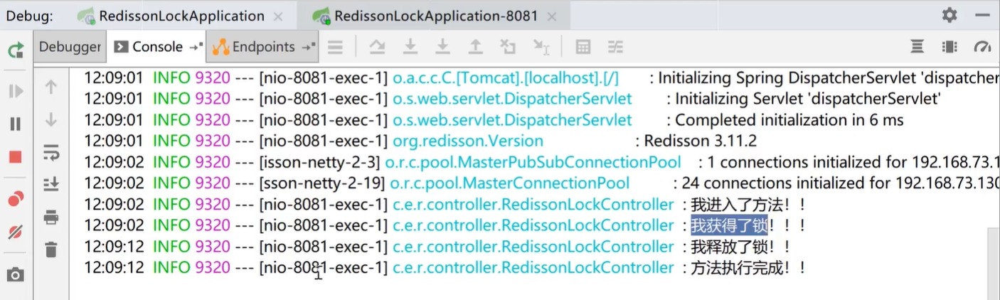 Debug: RedissonLockApplication × RedissonLockApplication-8081 ×
Debugger Console Endpoints
12:09:01 INFO 9320 --- [nio-8081-exec-1] o.a.c.c.C.[Tomcat].[localhost].[/] : Initializing Spring DispatcherServlet 'dispatcher
12:09:01 INFO 9320 --- [nio-8081-exec-1] o.s.web.servlet.DispatcherServlet : Initializing Servlet 'dispatcherServlet'
12:09:01 INFO 9320 --- [nio-8081-exec-1] o.s.web.servlet.DispatcherServlet : Completed initialization in 6 ms
12:09:01 INFO 9320 --- [nio-8081-exec-1] org.redisson.Version : Redisson 3.11.2
12:09:02 INFO 9320 --- [isson-netty-2-3] o.r.c.pool.MasterPubSubConnectionPool : 1 connections initialized for 192.168.73.1
12:09:02 INFO 9320 --- [sson-netty-2-19] o.r.c.pool.MasterConnectionPool : 24 connections initialized for 192.168.73.130
12:09:02 INFO 9320 --- [nio-8081-exec-1] c.e.r.controller.RedissonLockController : 我进入了方法！！
12:09:02 INFO 9320 --- [nio-8081-exec-1] c.e.r.controller.RedissonLockController : 我获得了锁！！！
12:09:12 INFO 9320 --- [nio-8081-exec-1] c.e.r.controller.RedissonLockController : 我释放了锁！！
12:09:12 INFO 9320 --- [nio-8081-exec-1] c.e.r.controller.RedissonLockController : 方法执行完成！！